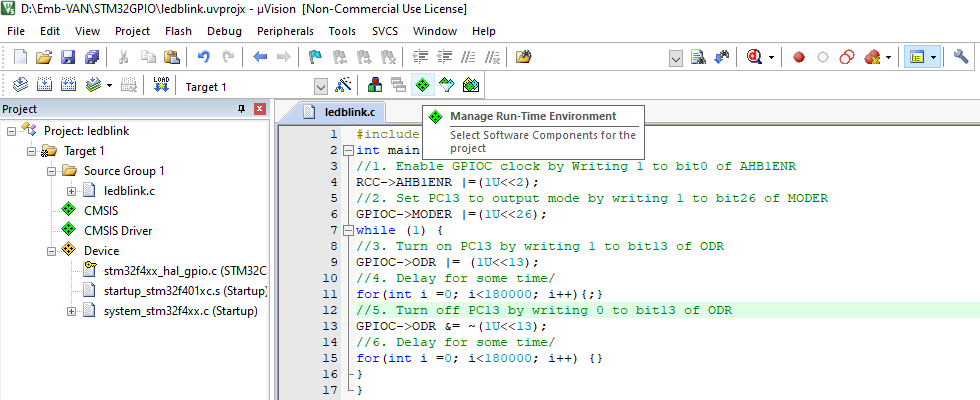 D:\Emb-VAN\STM32GPIO\ledblink.uvprojx - µVision [Non-Commercial Use License]
File Edit View Project Flash Debug Peripherals Tools SVCS Window Help
LOAD Target 1
Project
ledblink.c
Project: ledblink
Target 1
Source Group 1
ledblink.c
CMSIS
CMSIS Driver
Device
stm32f4xx_hal_gpio.c (STM32C
startup_stm32f401xc.s (Startup)
system_stm32f4xx.c (Startup)
Manage Run-Time Environment
Select Software Components for the
project
1 #include
2 int main
3 //1. Enable GPIOC clock by Writing 1 to bit0 of AHB1ENR
4 RCC->AHB1ENR |=(1U<<2);
5 //2. Set PC13 to output mode by writing 1 to bit26 of MODER
6 GPIOC->MODER |=(1U<<26);
7 while (1) {
8 //3. Turn on PC13 by writing 1 to bit13 of ODR
9 GPIOC->ODR |= (1U<<13);
10 //4. Delay for some time/
11 for(int i =0; i<180000; i++){;}
12 //5. Turn off PC13 by writing 0 to bit13 of ODR
13 GPIOC->ODR &= ~(1U<<13);
14 //6. Delay for some time/
15 for(int i =0; i<180000; i++) {}
16 }
17 }